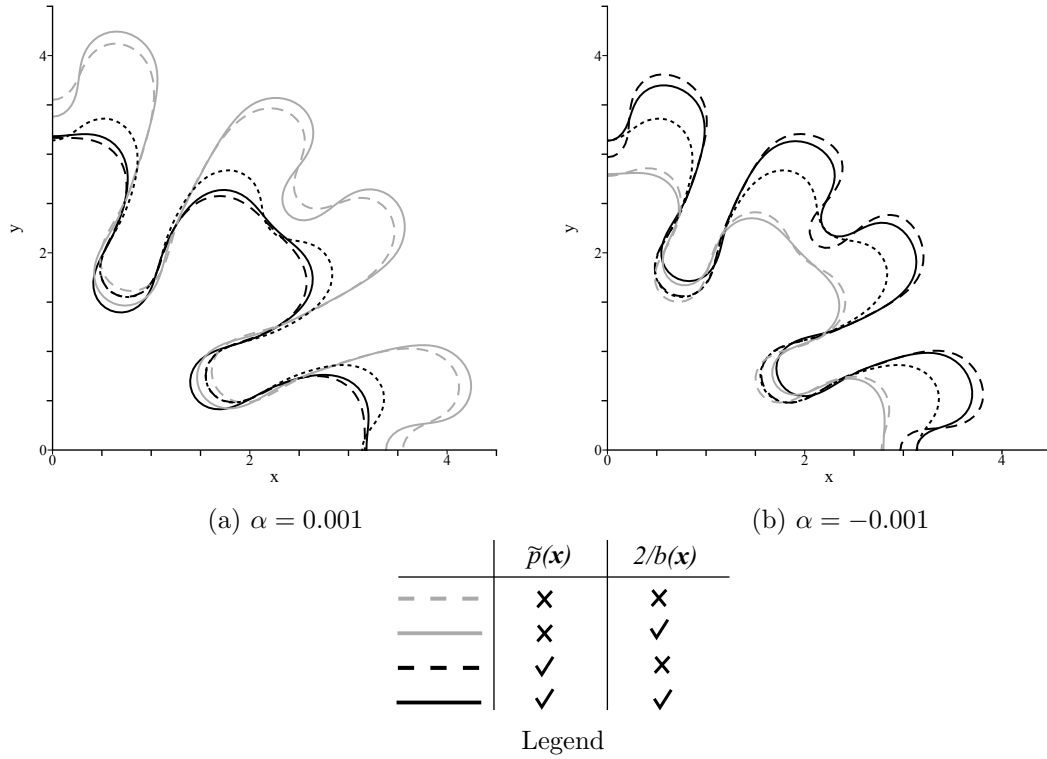 4
2
0
y
0
2
4
x
4
2
0
y
0
2
4
x
(a) α = 0.001
(b) α = −0.001
p̃(x) 2/b(x)
✕ ✕
✕ ✓
✓ ✕
✓ ✓
Legend